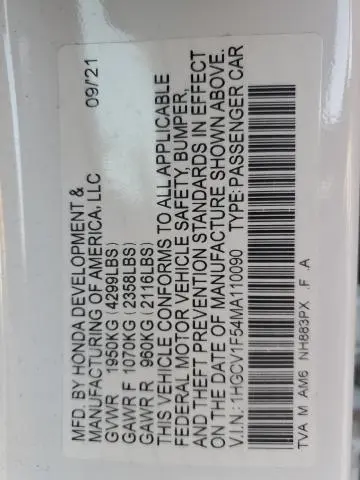 MFD. BY HONDA DEVELOPMENT & 09/'21
MANUFACTURING OF AMERICA, LLC
GVWR 1950KG (4299LBS)
GAWR F 1070KG (2358LBS)
GAWR R 960KG (2116LBS)
THIS VEHICLE CONFORMS TO ALL APPLICABLE
FEDERAL MOTOR VEHICLE SAFETY, BUMPER,
AND THEFT PREVENTION STANDARDS IN EFFECT
ON THE DATE OF MANUFACTURE SHOWN ABOVE.
V.I.N.: 1HGCV1F54MA110090 TYPE: PASSENGER CAR
TVA M AM6 NH883PX .F .A